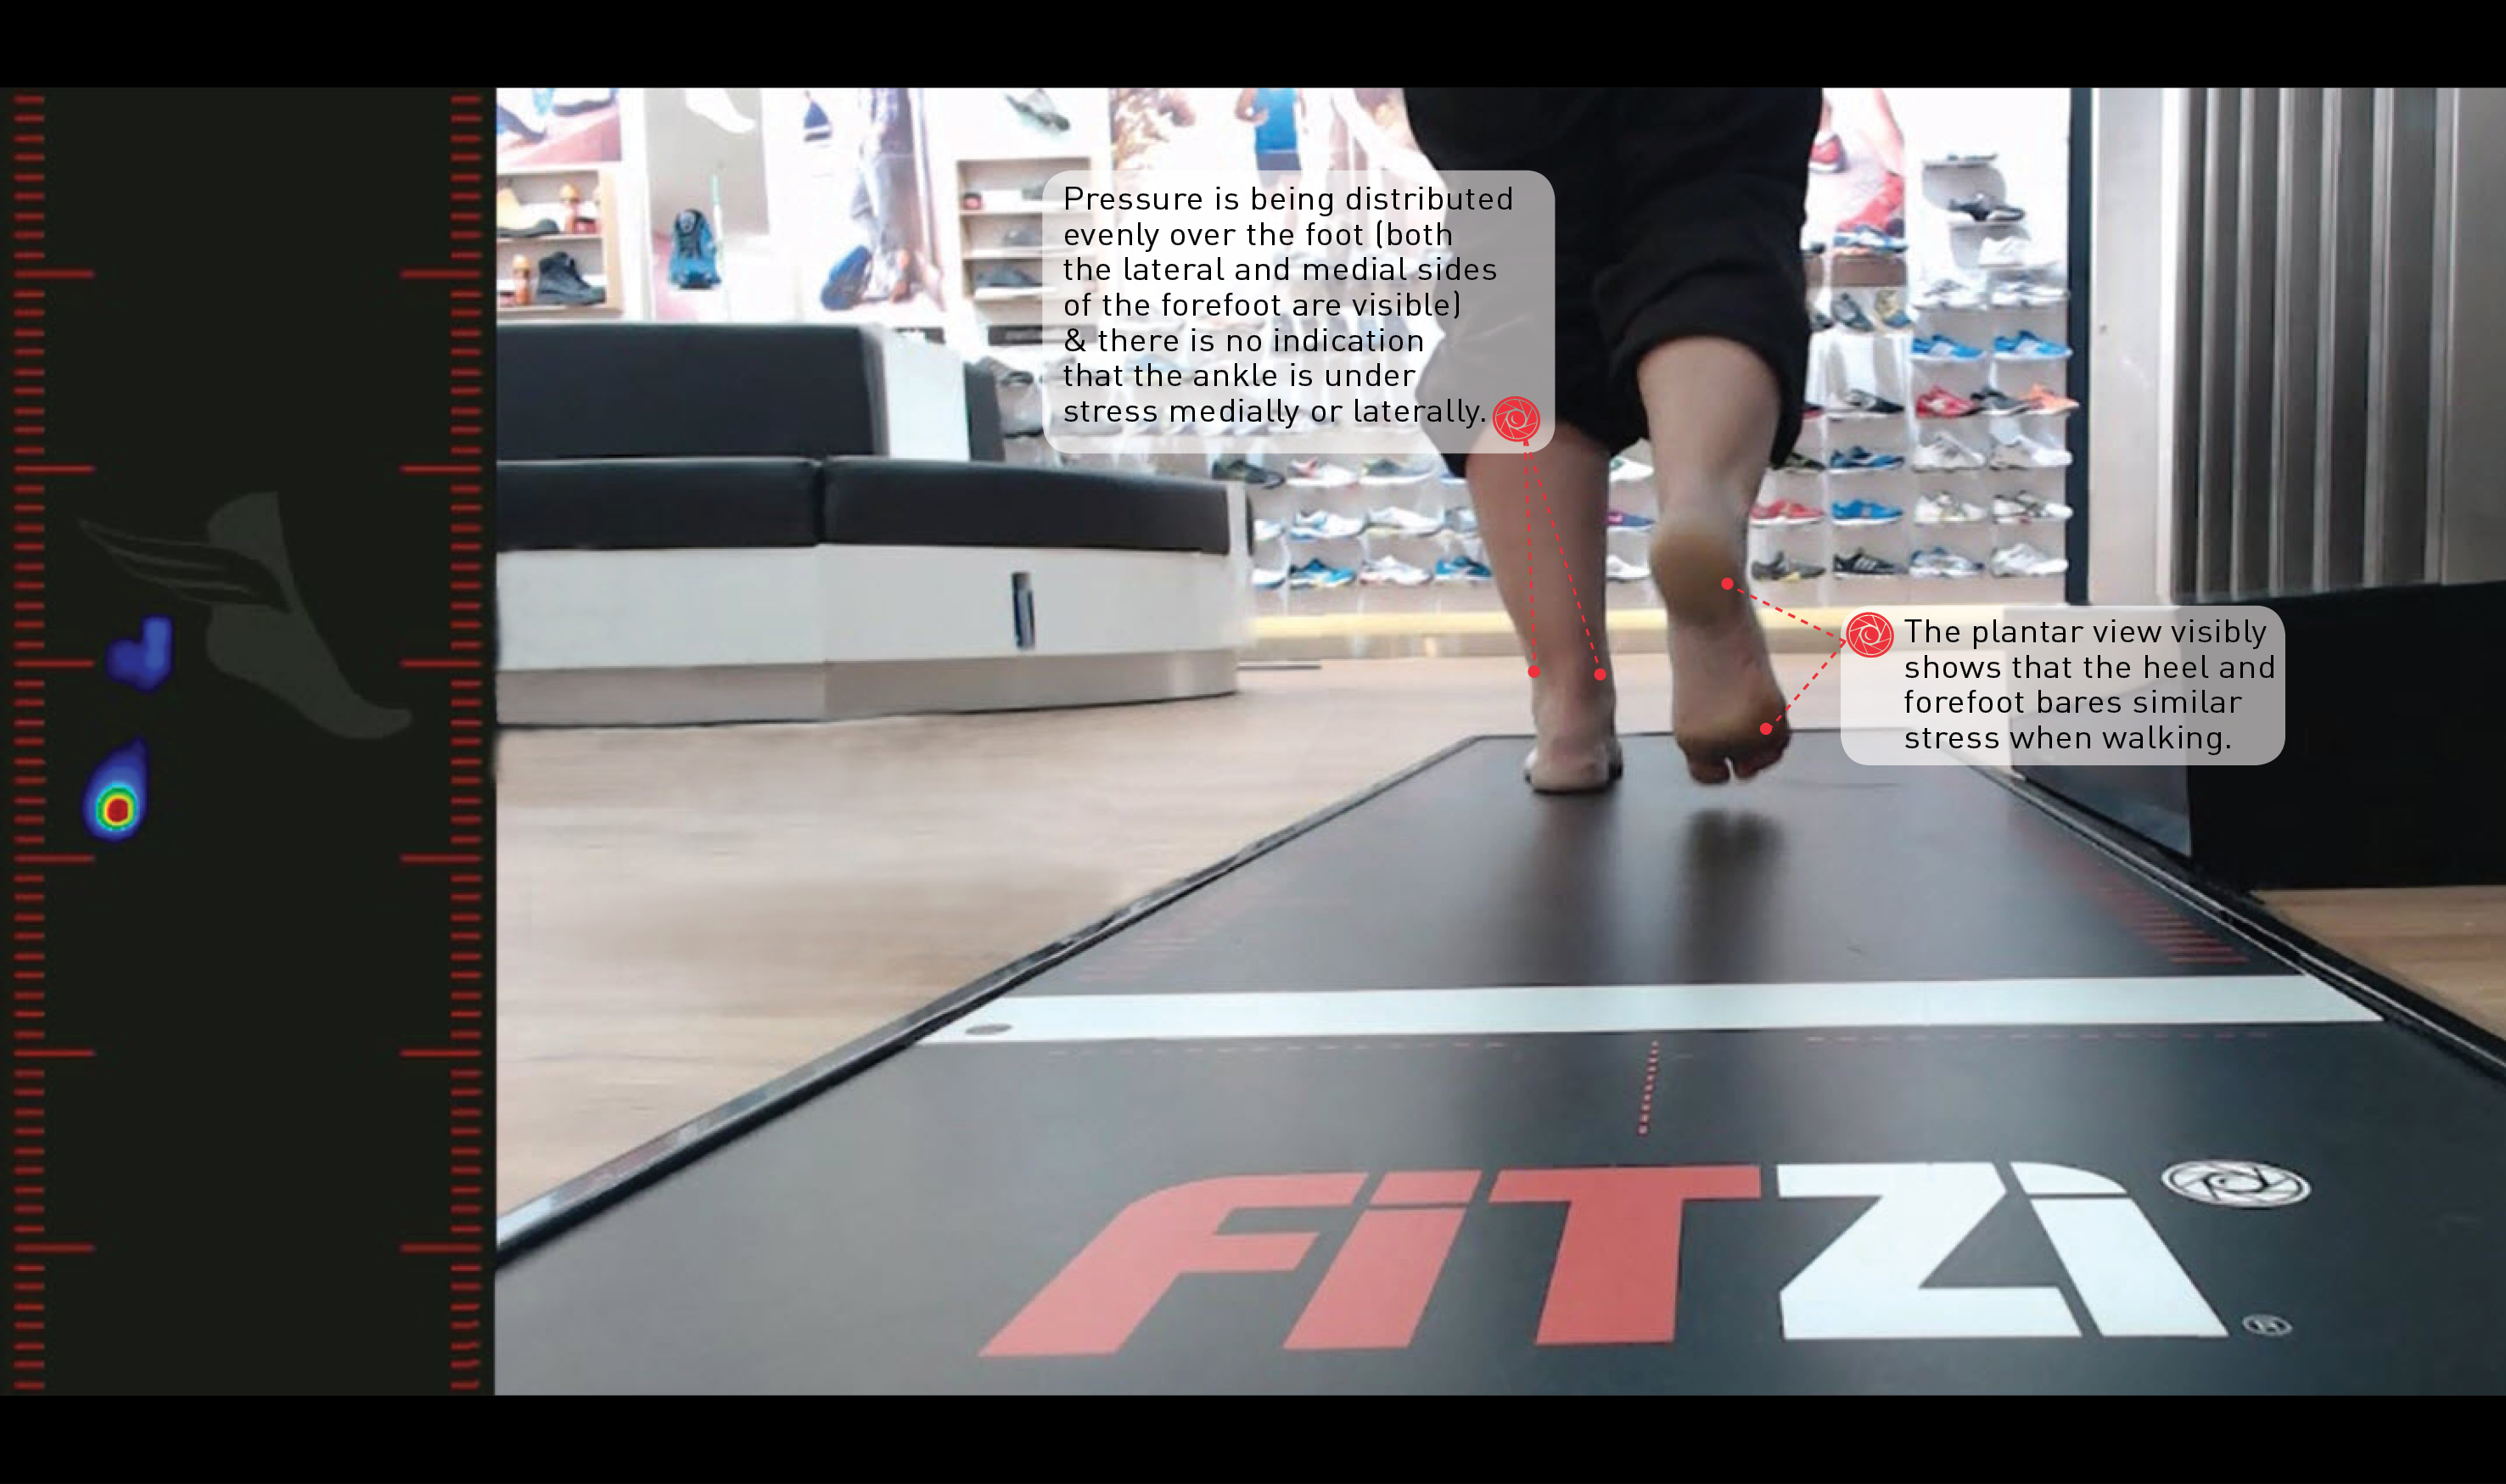 Pressure is being distributed
evenly over the foot (both
the lateral and medial sides
of the forefoot are visible)
& there is no indication
that the ankle is under
stress medially or laterally.
The plantar view visibly
shows that the heel and
forefoot bares similar
stress when walking.
FiTZi ®